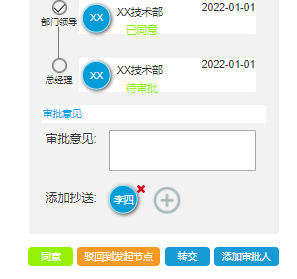 XX XX技术部 2022-01-01
部门领导 已同意
XX XX技术部 2022-01-01
总经理 待审批
审批意见
审批意见:
添加抄送: 李四
同意 驳回到发起节点 转交 添加审批人